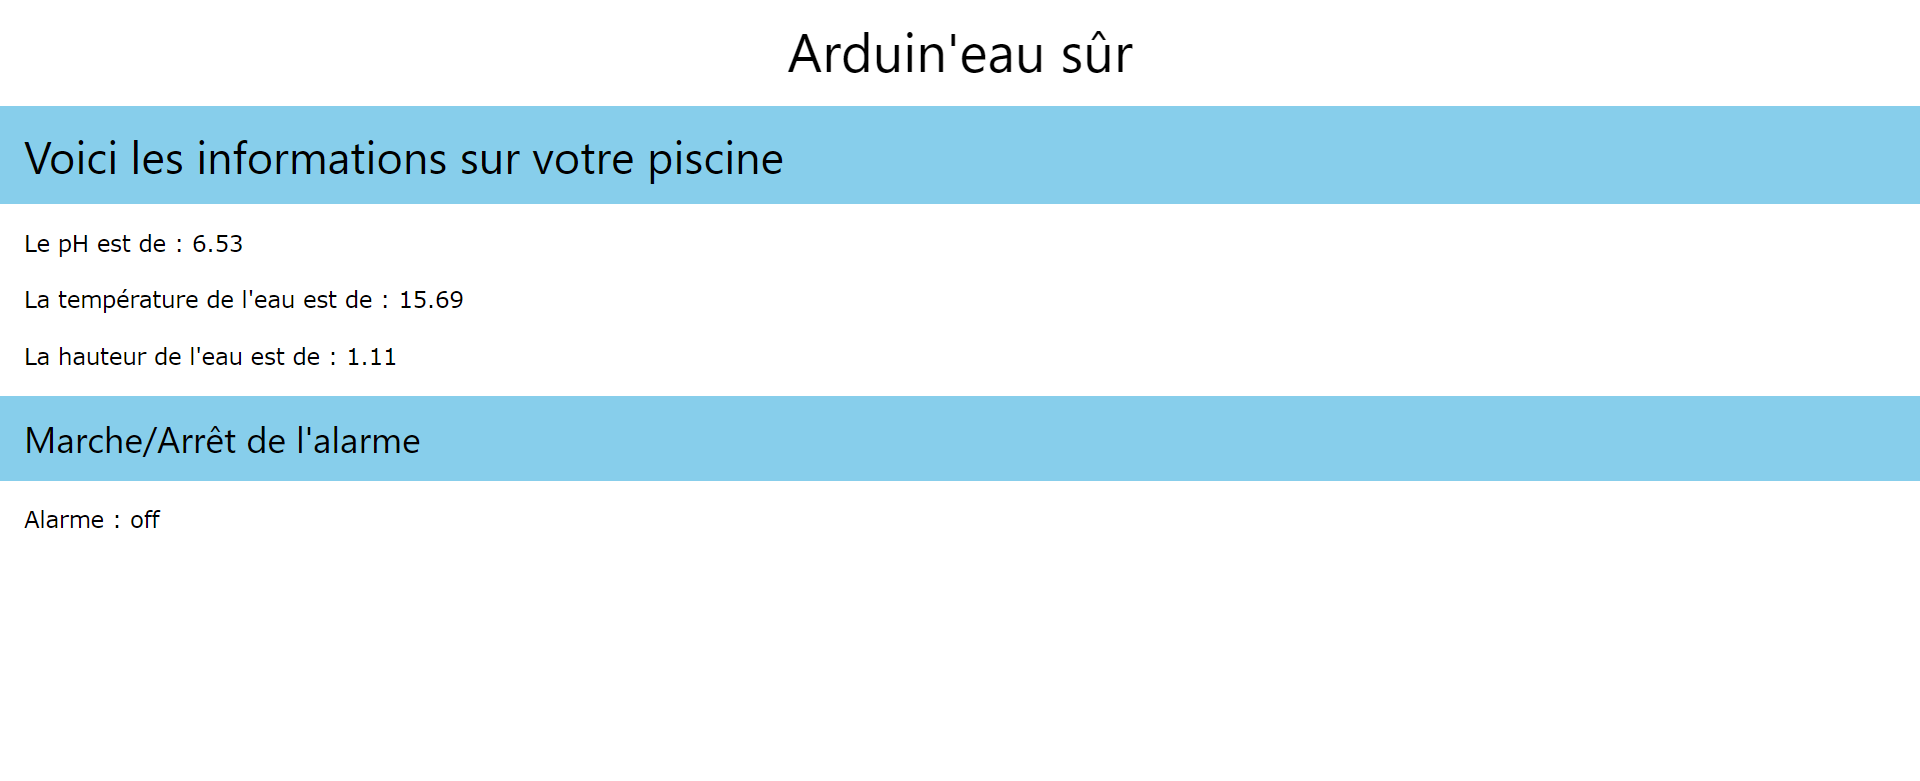 Arduin'eau sûr
Voici les informations sur votre piscine
Le pH est de : 6.53
La température de l'eau est de : 15.69
La hauteur de l'eau est de : 1.11
Marche/Arrêt de l'alarme
Alarme : off